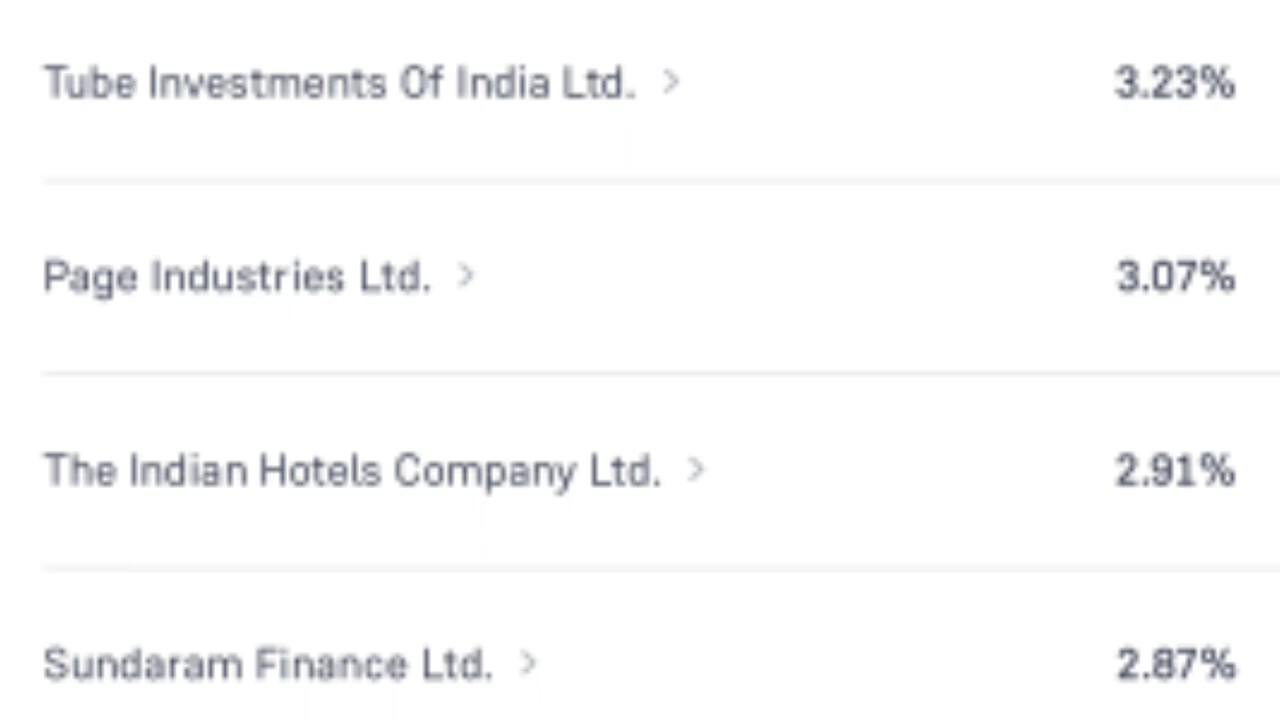 Tube Investments Of India Ltd. > 3.23%
Page Industries Ltd. > 3.07%
The Indian Hotels Company Ltd. > 2.91%
Sundaram Finance Ltd. > 2.87%